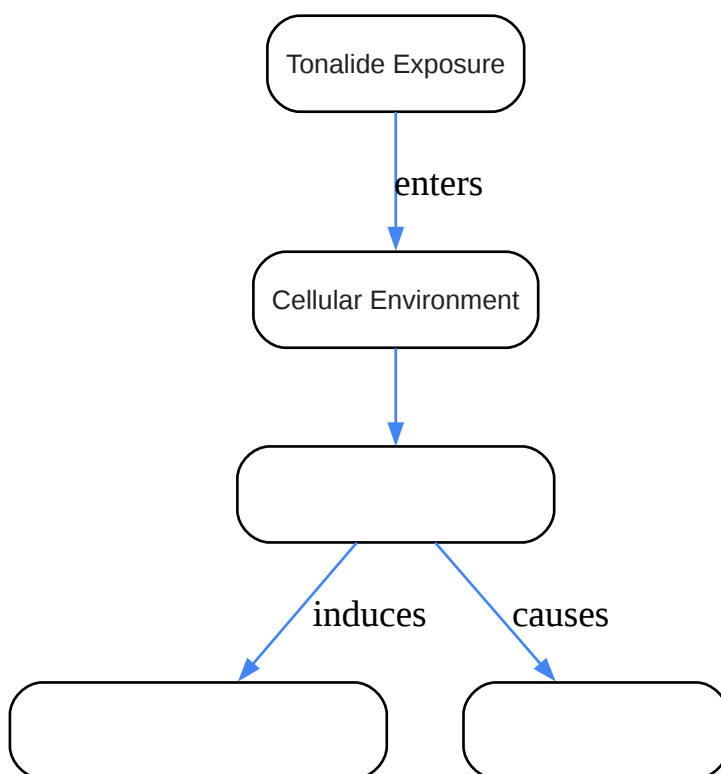 Tonalide Exposure
enters
Cellular Environment
induces
causes